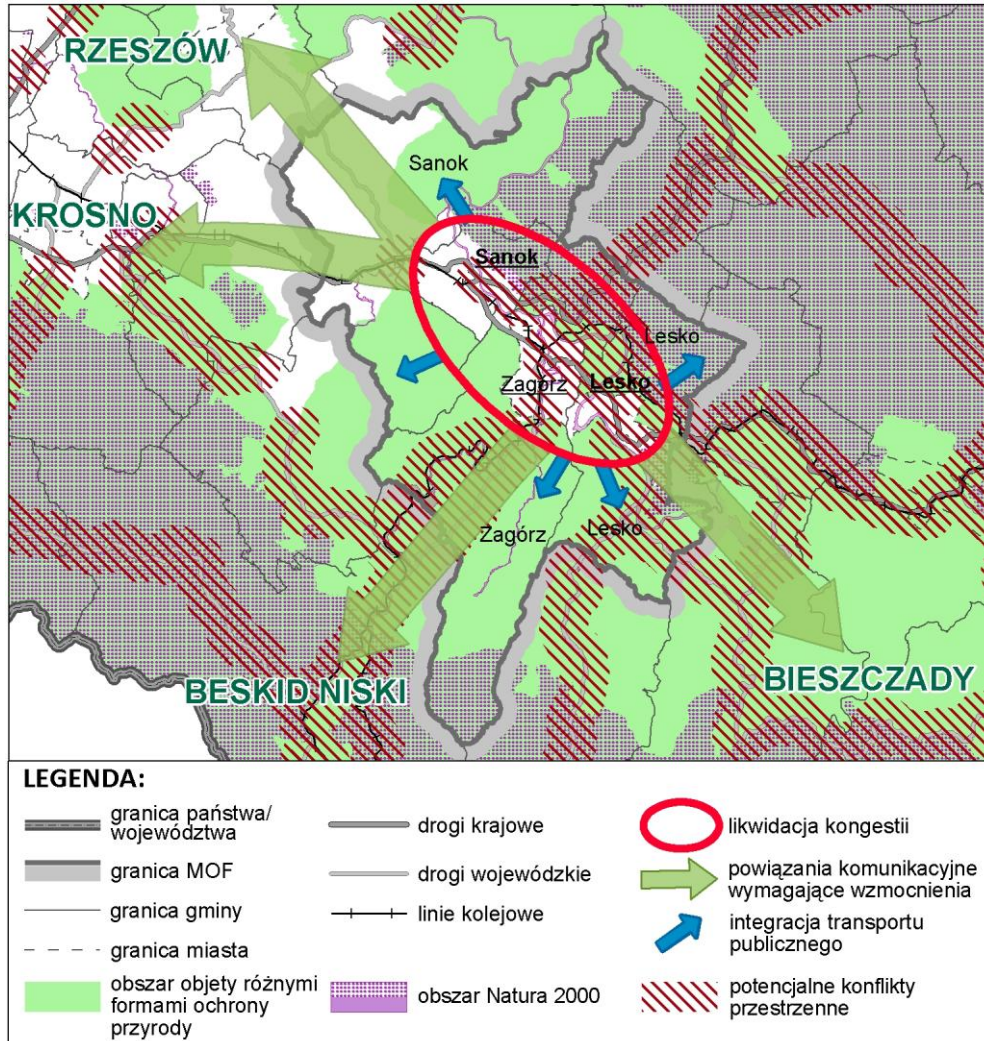 RZESZÓW
Sanok
KROSNO
Sanok
Lesko
Zagórz
Lesko
Zagórz
Lesko
BESKID NISKI
BIESZCZADY
LEGENDA:
granica państwa/
województwa
granica MOF
granica gminy
granica miasta
obszar objęty różnymi
formami ochrony
przyrody
drogi krajowe
drogi wojewódzkie
linie kolejowe
obszar Natura 2000
likwidacja kongestii
powiązania komunikacyjne
wymagające wzmocnienia
integracja transportu
publicznego
potencjalne konflikty
przestrzenne